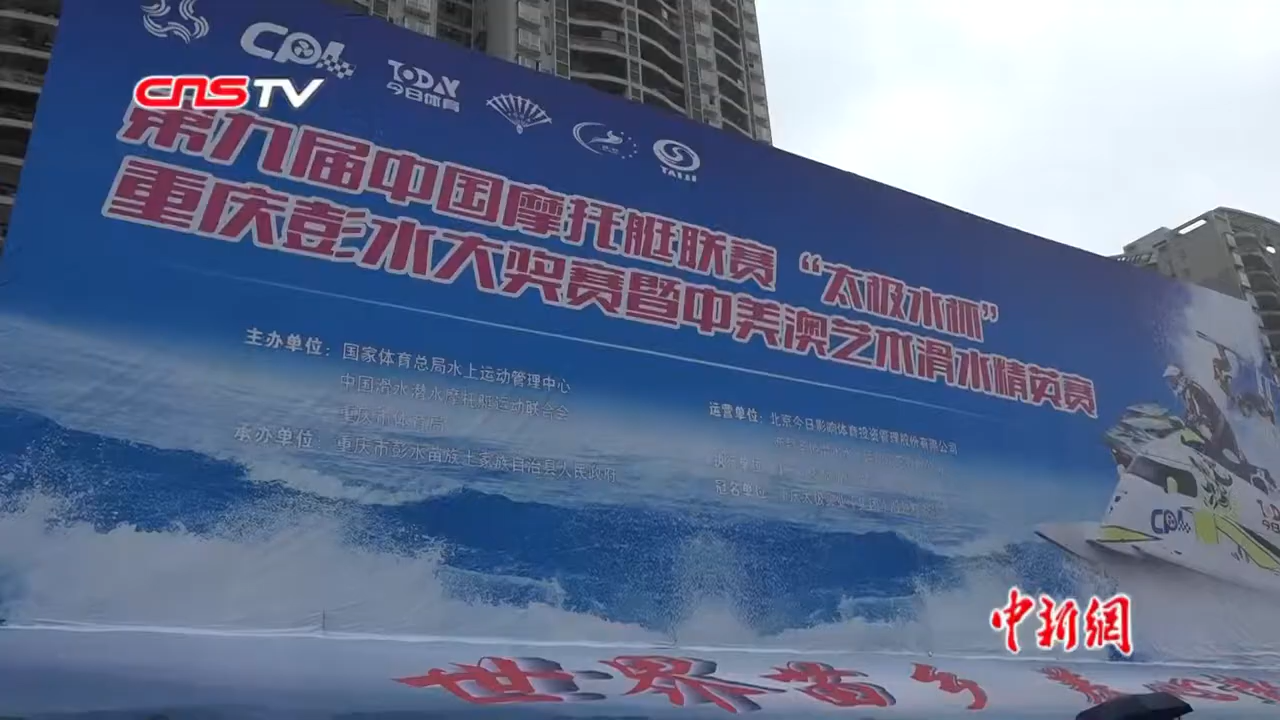 CPL
TODAY
今日体育
TAIJI
CNSTV
第九届中国摩托艇联赛 “太极水杯”
重庆彭水大奖赛暨中美澳艺术滑水精英赛
主办单位：国家体育总局水上运动管理中心
中国滑水潜水摩托艇运动联合会
重庆市体育局
承办单位：重庆市彭水苗族土家族自治县人民政府
运营单位：北京今日影响体育投资管理股份有限公司
冠名单位
CPL
中新網
世界苗乡